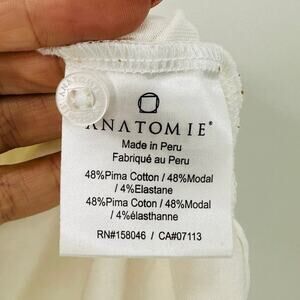 ANATOMIE®
Made in Peru
Fabriqué au Peru
48%Pima Cotton / 48%Modal
/ 4%Elastane
48%Pima Coton / 48%Modal
/ 4%élasthanne
RN#158046 / CA#07113